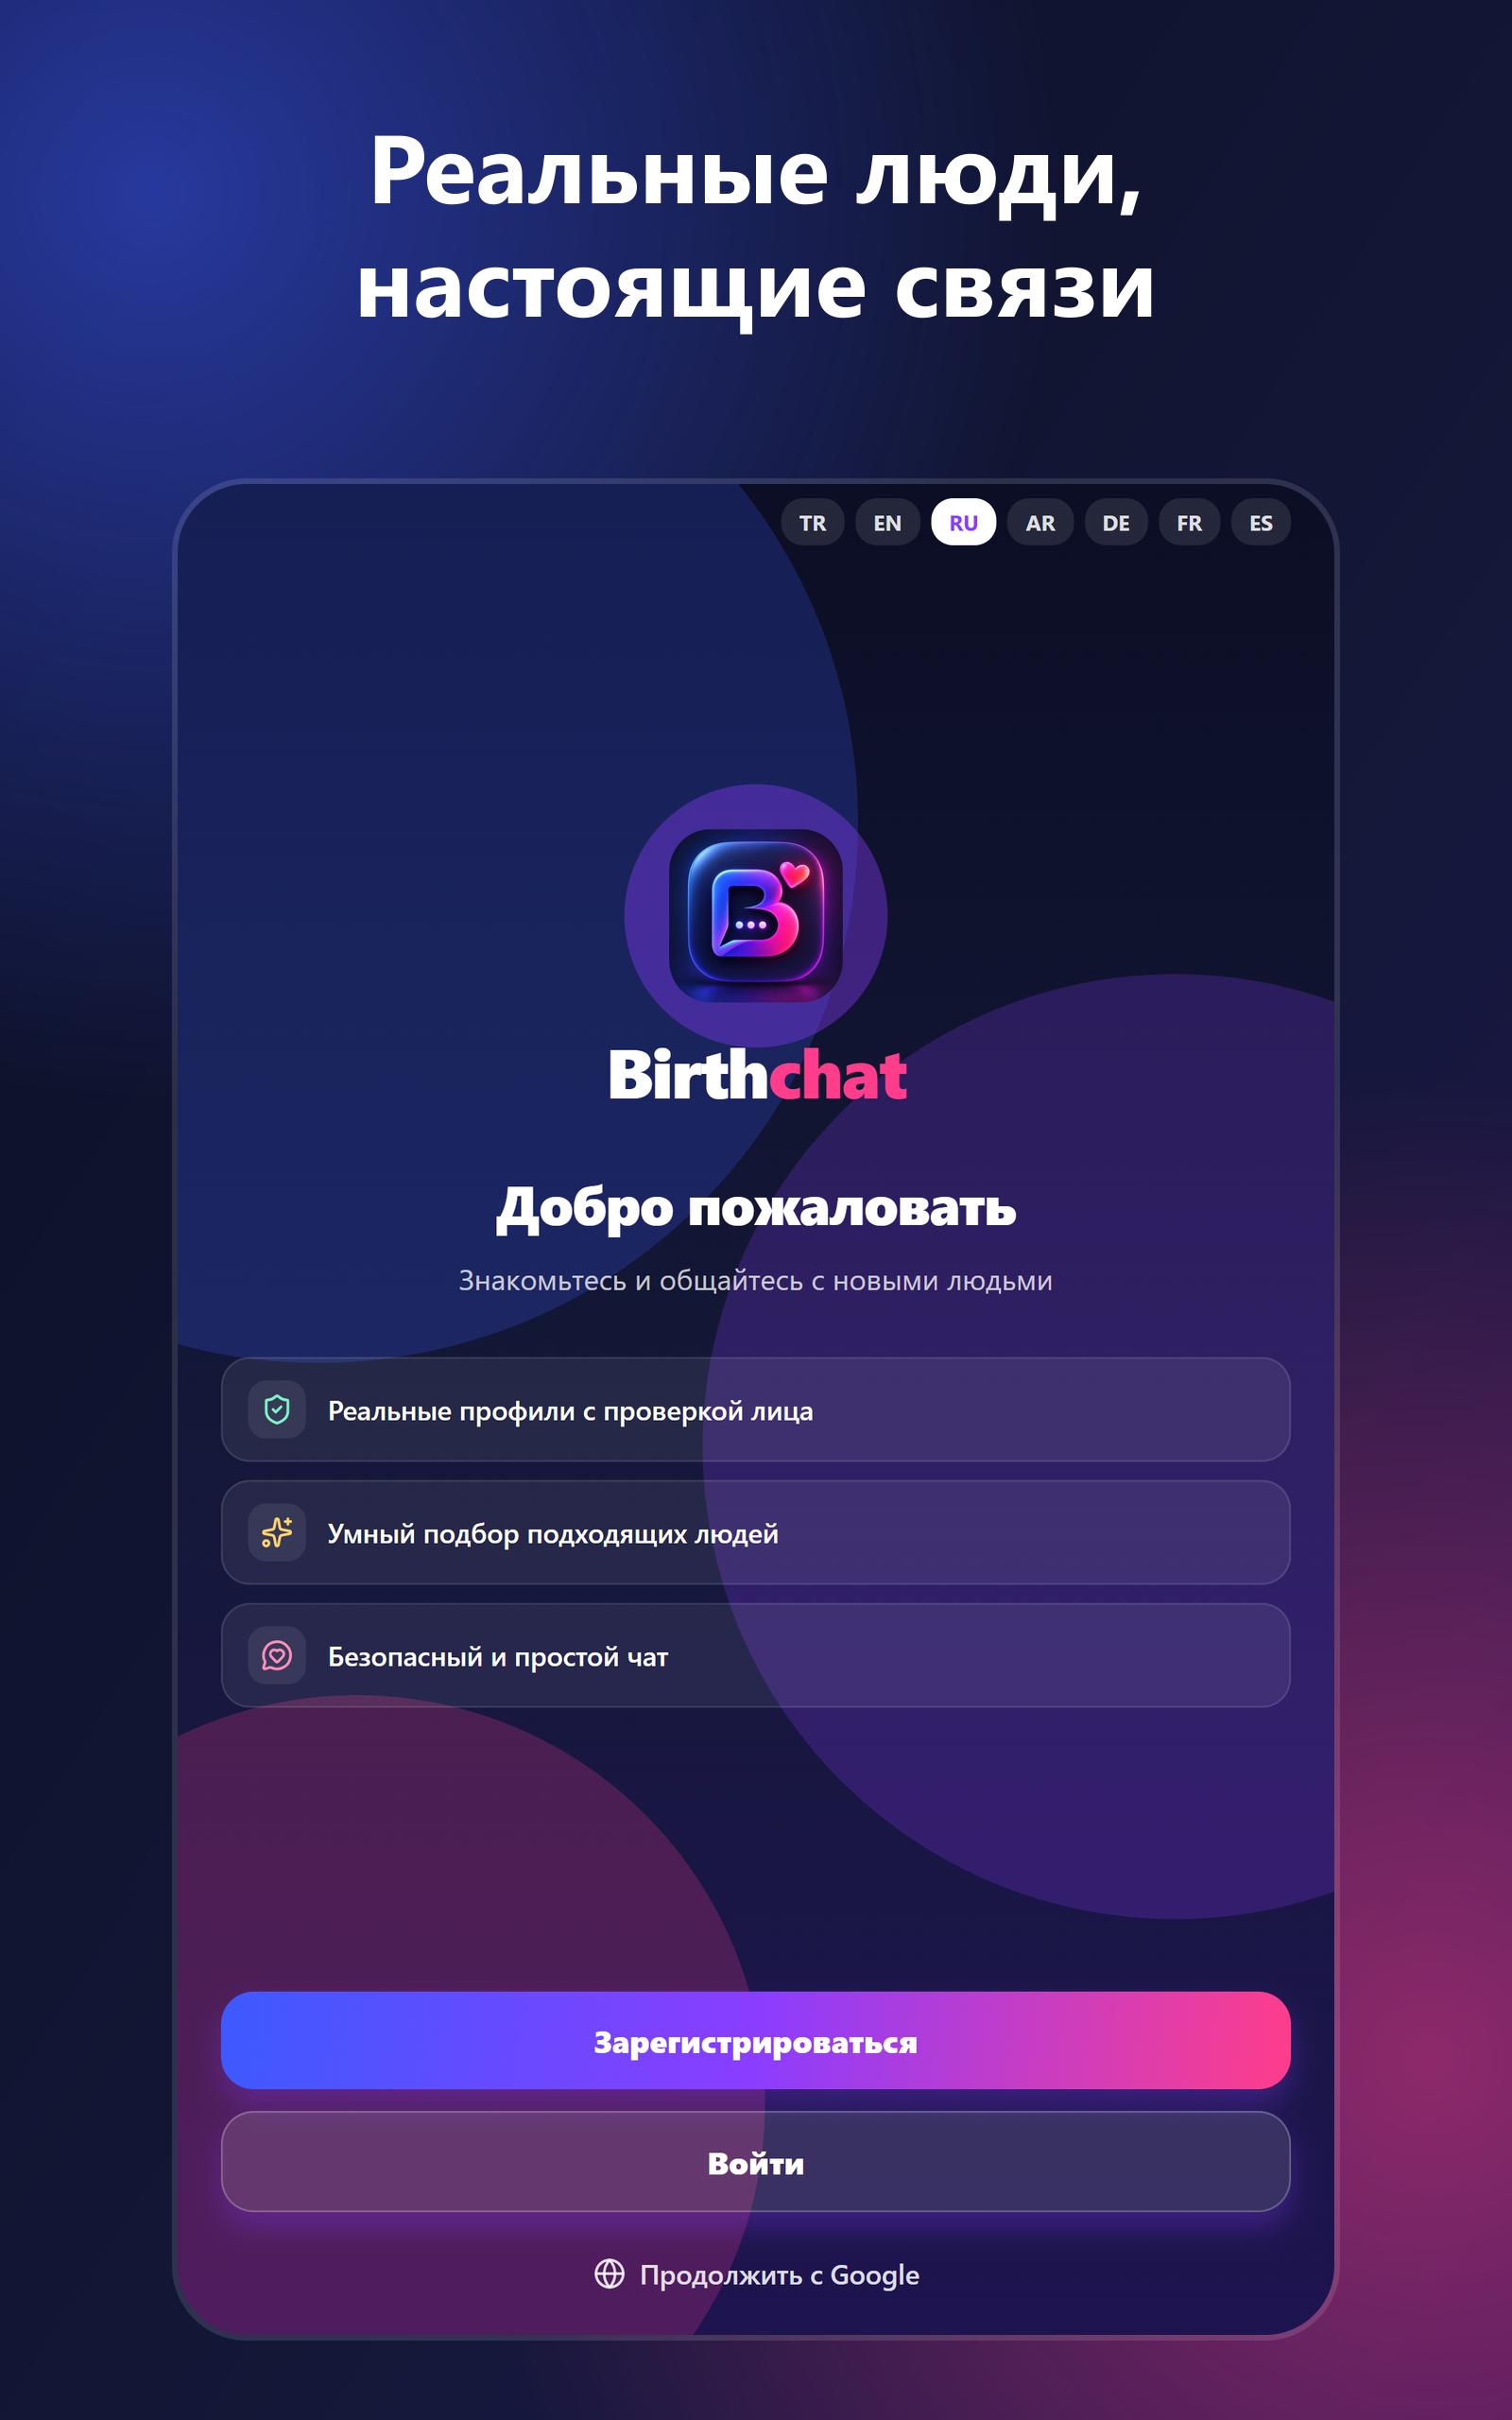 Реальные люди,
настоящие связи
TR EN RU AR DE FR ES
Birthchat
Добро пожаловать
Знакомьтесь и общайтесь с новыми людьми
Реальные профили с проверкой лица
Умный подбор подходящих людей
Безопасный и простой чат
Зарегистрироваться
Войти
Продолжить с Google